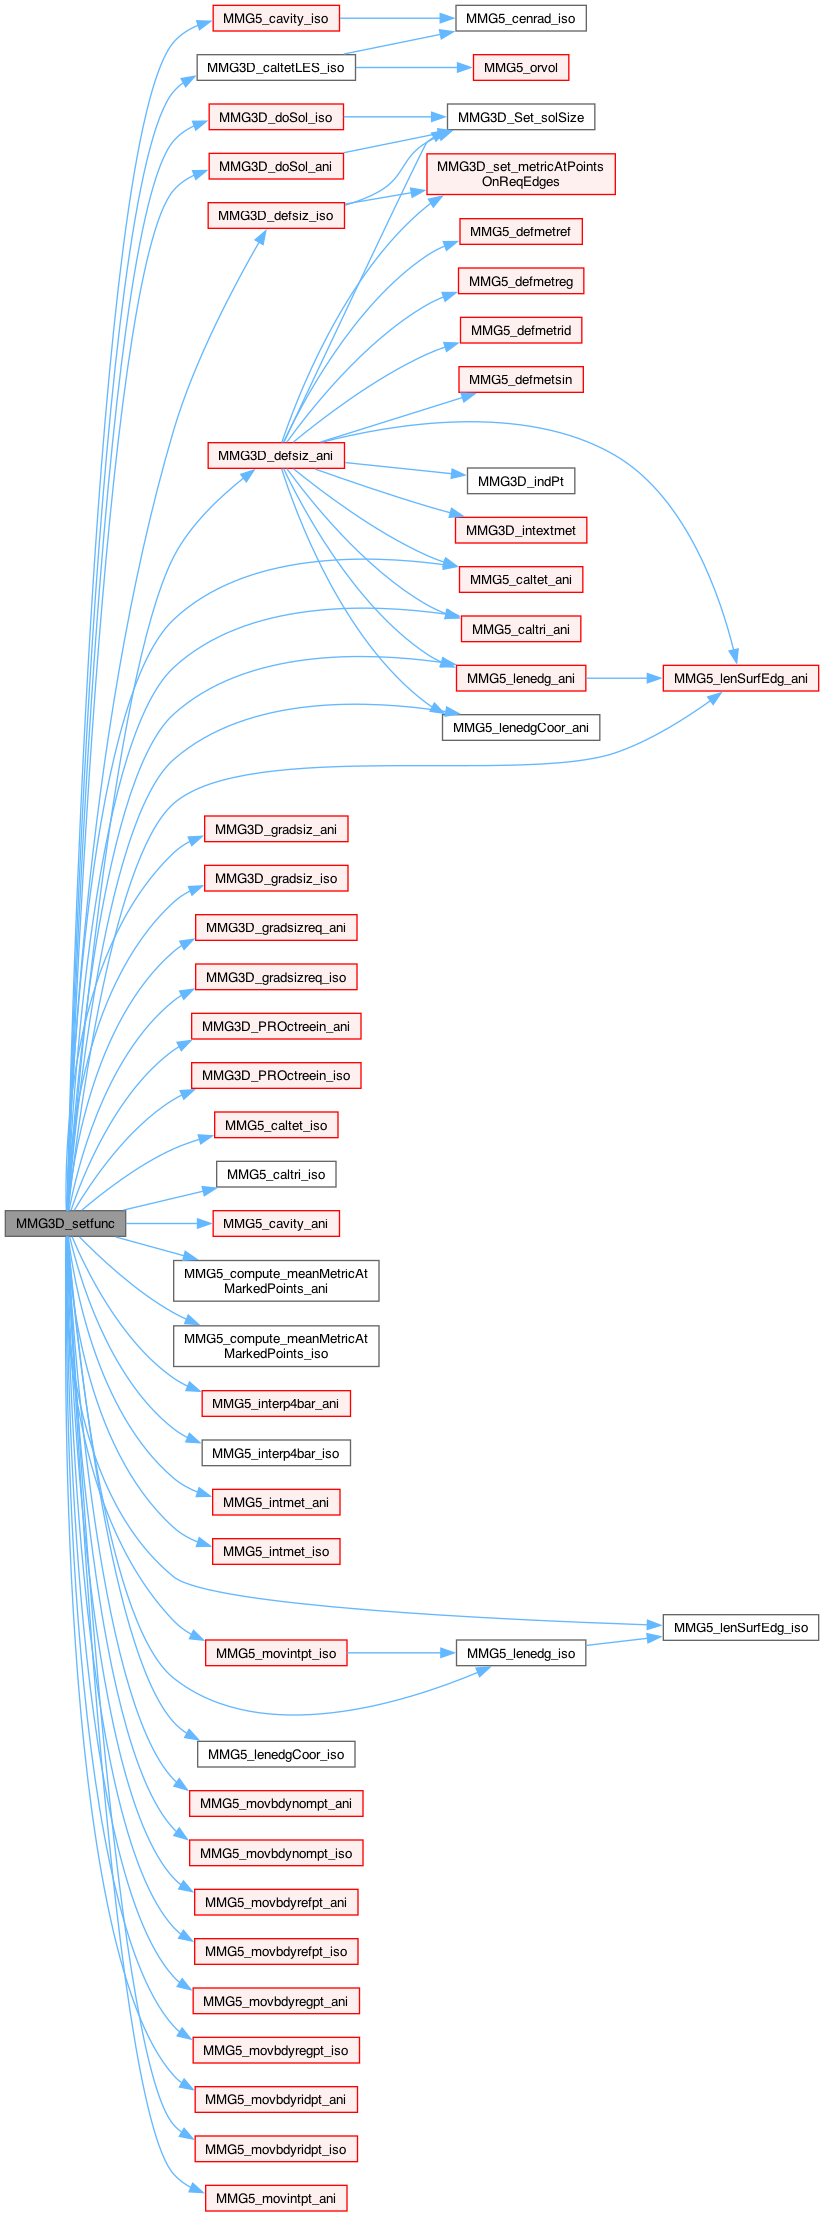 MMG5_cavity_iso
MMG5_cenrad_iso
MMG3D_caltetLES_iso
MMG5_orvol
MMG3D_doSol_iso
MMG3D_Set_solSize
MMG3D_doSol_ani
MMG3D_set_metricAtPoints
OnReqEdges
MMG3D_defsiz_iso
MMG5_defmetref
MMG5_defmetreg
MMG5_defmetrid
MMG5_defmetsin
MMG3D_defsiz_ani
MMG3D_indPt
MMG3D_intextmet
MMG5_caltet_ani
MMG5_caltri_ani
MMG5_lenedg_ani
MMG5_lenSurfEdg_ani
MMG5_lenedgCoor_ani
MMG3D_gradsiz_ani
MMG3D_gradsiz_iso
MMG3D_gradsizreq_ani
MMG3D_gradsizreq_iso
MMG3D_PROctreein_ani
MMG3D_PROctreein_iso
MMG5_caltet_iso
MMG5_caltri_iso
MMG3D_setfunc
MMG5_cavity_ani
MMG5_compute_meanMetricAt
MarkedPoints_ani
MMG5_compute_meanMetricAt
MarkedPoints_iso
MMG5_interp4bar_ani
MMG5_interp4bar_iso
MMG5_intmet_ani
MMG5_intmet_iso
MMG5_lenSurfEdg_iso
MMG5_movintpt_iso
MMG5_lenedg_iso
MMG5_lenedgCoor_iso
MMG5_movbdynompt_ani
MMG5_movbdynompt_iso
MMG5_movbdyrefpt_ani
MMG5_movbdyrefpt_iso
MMG5_movbdyregpt_ani
MMG5_movbdyregpt_iso
MMG5_movbdyridpt_ani
MMG5_movbdyridpt_iso
MMG5_movintpt_ani